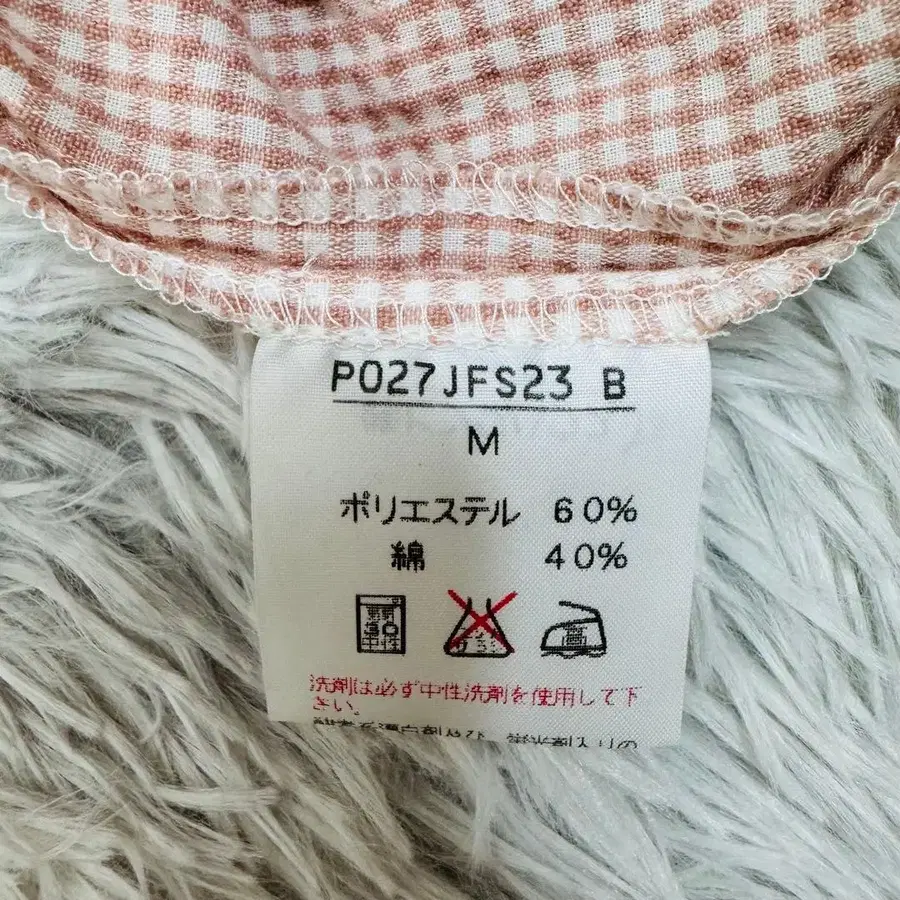 P027JFS23 B
M
ポリエステル 60%
綿 40%
洗剤は必ず中性洗剤を使用して下
さい。